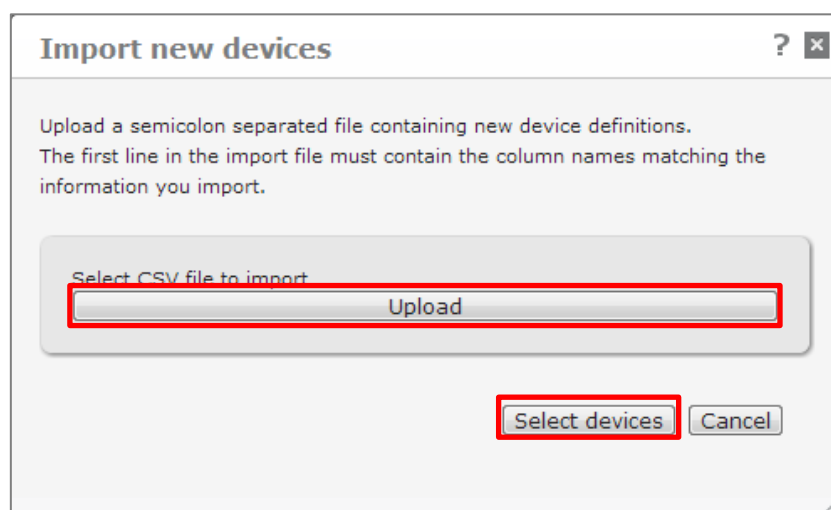 Import new devices ?
Upload a semicolon separated file containing new device definitions.
The first line in the import file must contain the column names matching the
information you import.
Select CSV file to import
Upload
Select devices Cancel